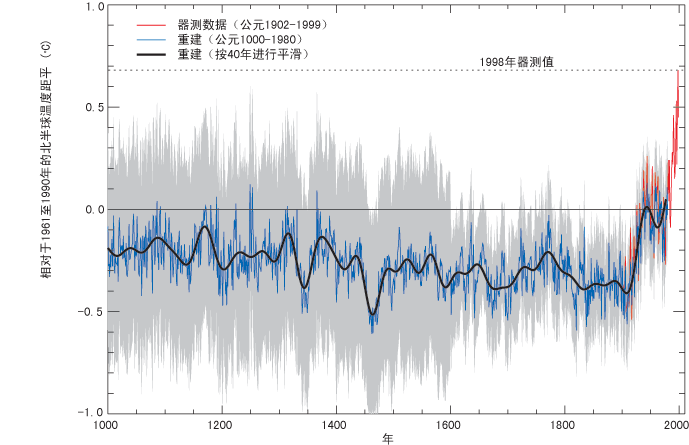 1.0
器测数据（公元1902-1999）
重建（公元1000-1980）
重建（按40年进行平滑）
1998年器测值
0.5
相对于1961至1990年的北半球温度距平（℃）
0.0
-0.5
-1.0
1000 1200 1400 1600 1800 2000
年